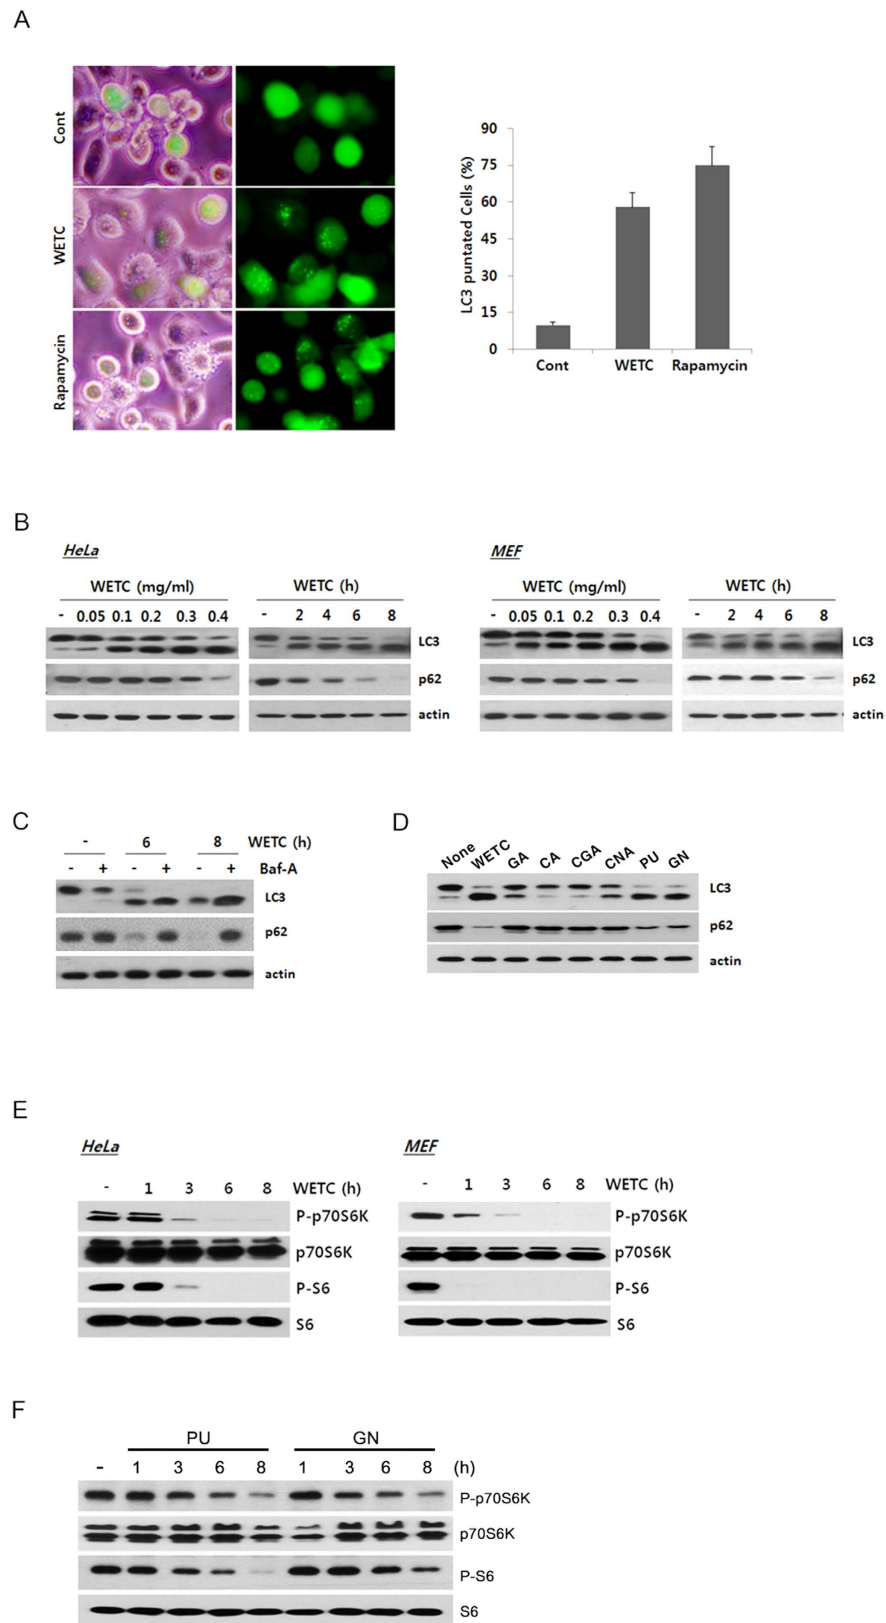 A
Cont
WETC
Rapamycin
LC3 puntated Cells (%)
90
75
60
45
30
15
0
Cont WETC Rapamycin
B
HeLa
WETC (mg/ml) WETC (h)
- 0.05 0.1 0.2 0.3 0.4 - 2 4 6 8
LC3
p62
actin
MEF
WETC (mg/ml) WETC (h)
- 0.05 0.1 0.2 0.3 0.4 - 2 4 6 8
LC3
p62
actin
C
- 6 8 WETC (h)
- + - + - + Baf-A
LC3
p62
actin
D
None WETC GA CA CGA CNA PU GN
LC3
p62
actin
E
HeLa
- 1 3 6 8 WETC (h)
P-p70S6K
p70S6K
P-S6
S6
MEF
- 1 3 6 8 WETC (h)
P-p70S6K
p70S6K
P-S6
S6
F
PU GN
- 1 3 6 8 1 3 6 8 (h)
P-p70S6K
p70S6K
P-S6
S6